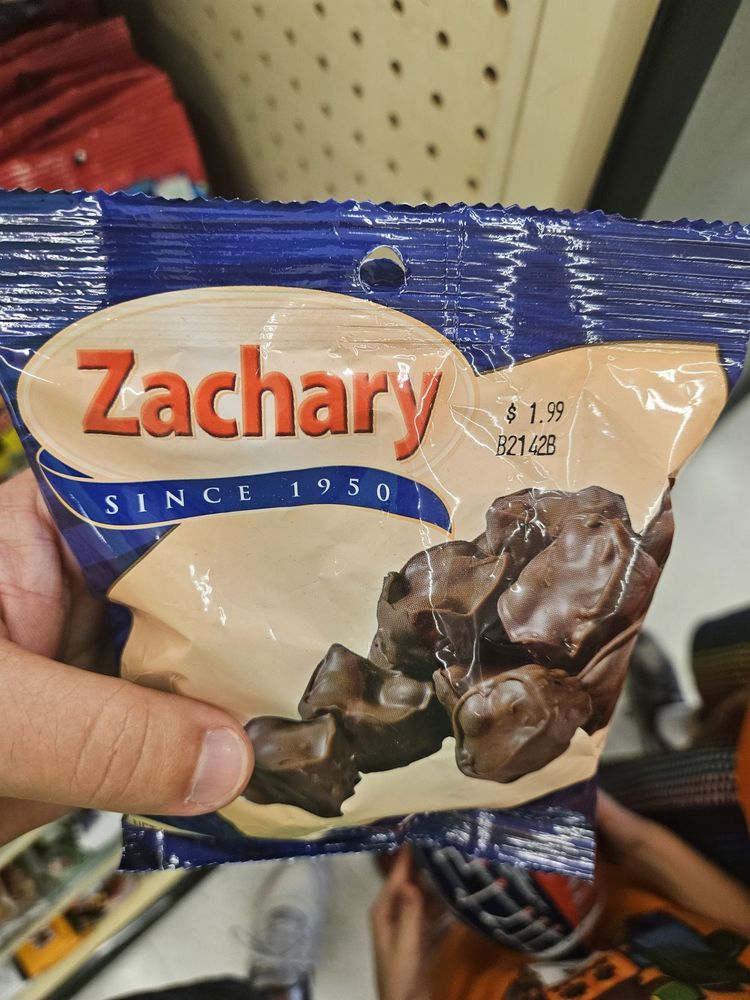 Zachary
SINCE 1950
$ 1.99
B2142B